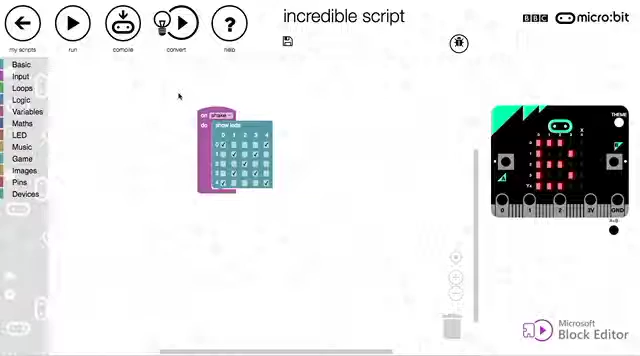 incredible script
BBC micro:bit
my scripts
run
compile
convert
help
Basic
Input
Loops
Logic
Variables
Maths
LED
Music
Game
Images
Pins
Devices
on shake
do show leds
0 1 2 3 4
THEME
0 1 2 3V GND
A+B
Microsoft
Block Editor